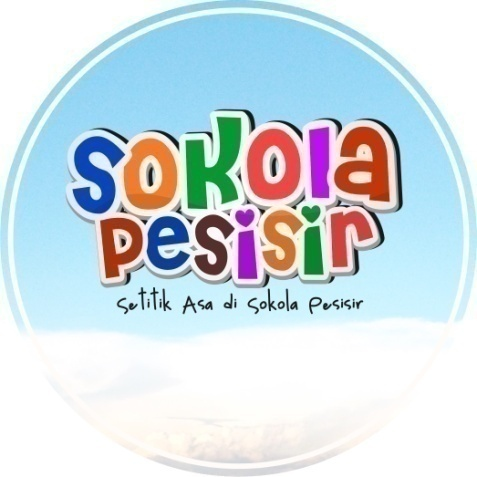 SOKOla
Pesisir
Setitik Asa di Sokola Pesisir